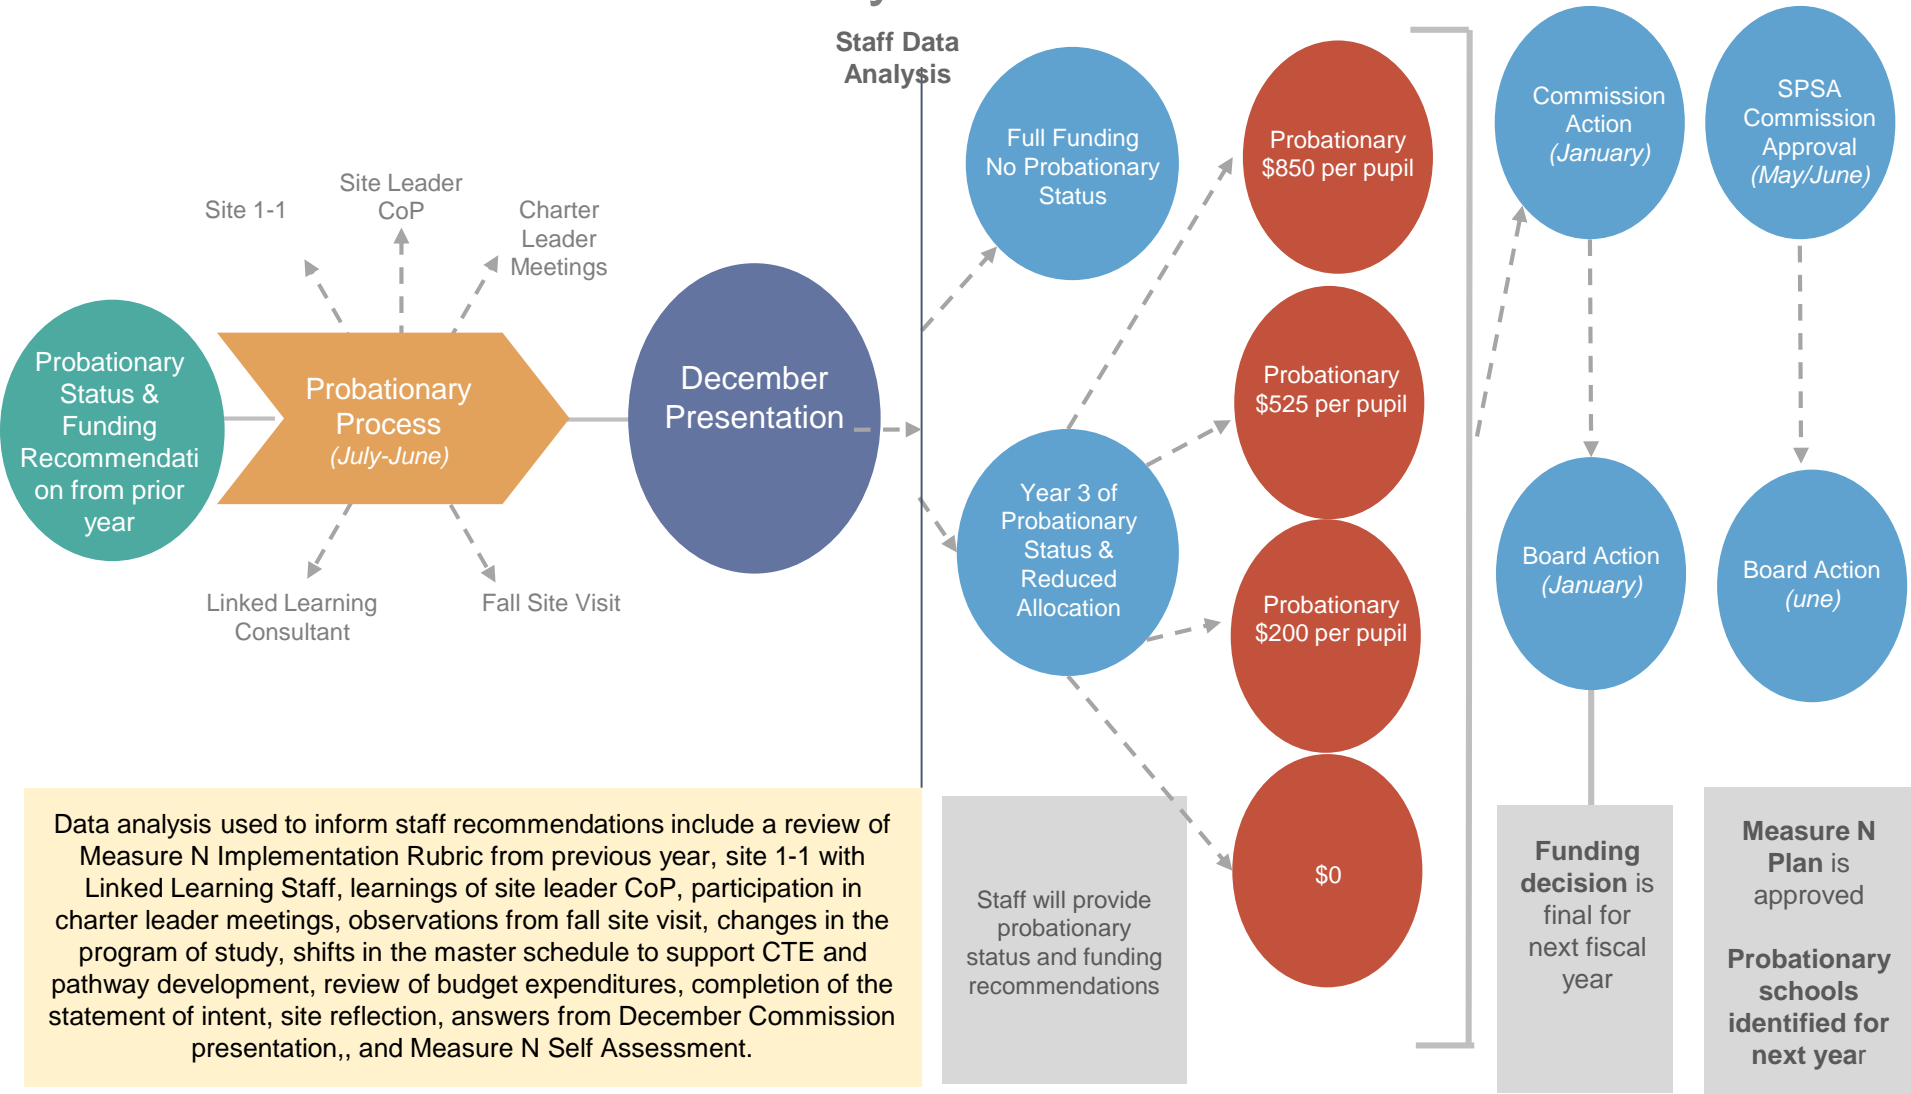 Staff Data
Analysis
Site 1-1
Site Leader
CoP
Charter
Leader
Meetings
Probationary
Status &
Funding
Recommendati
on from prior
year
Probationary
Process
(July-June)
Linked Learning
Consultant
Fall Site Visit
December
Presentation
Full Funding
No Probationary
Status
Year 3 of
Probationary
Status &
Reduced
Allocation
Probationary
$850 per pupil
Probationary
$525 per pupil
Probationary
$200 per pupil
$0
Commission
Action
(January)
SPSA
Commission
Approval
(May/June)
Board Action
(January)
Board Action
(une)
Data analysis used to inform staff recommendations include a review of
Measure N Implementation Rubric from previous year, site 1-1 with
Linked Learning Staff, learnings of site leader CoP, participation in
charter leader meetings, observations from fall site visit, changes in the
program of study, shifts in the master schedule to support CTE and
pathway development, review of budget expenditures, completion of the
statement of intent, site reflection, answers from December Commission
presentation,, and Measure N Self Assessment.
Staff will provide
probationary
status and funding
recommendations
Funding
decision is
final for
next fiscal
year
Measure N
Plan is
approved
Probationary
schools
identified for
next year